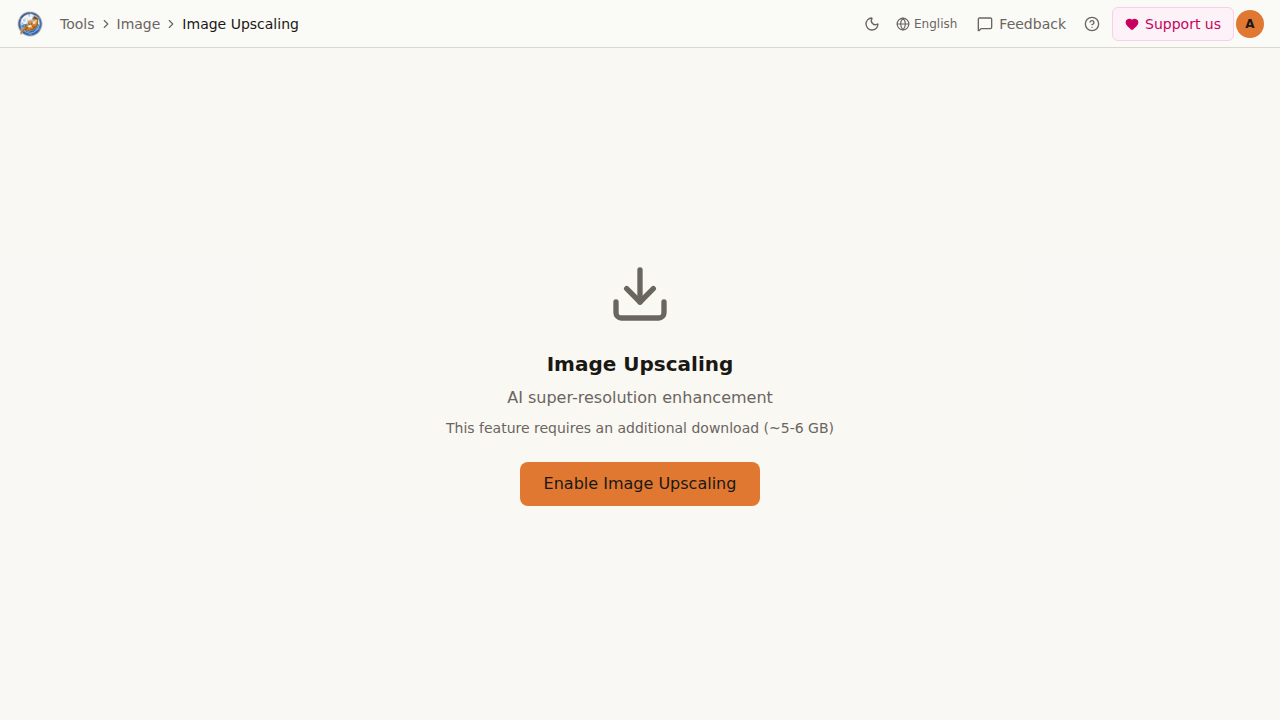 Tools > Image > Image Upscaling
English
Feedback
Support us
A
Image Upscaling
AI super-resolution enhancement
This feature requires an additional download (~5-6 GB)
Enable Image Upscaling